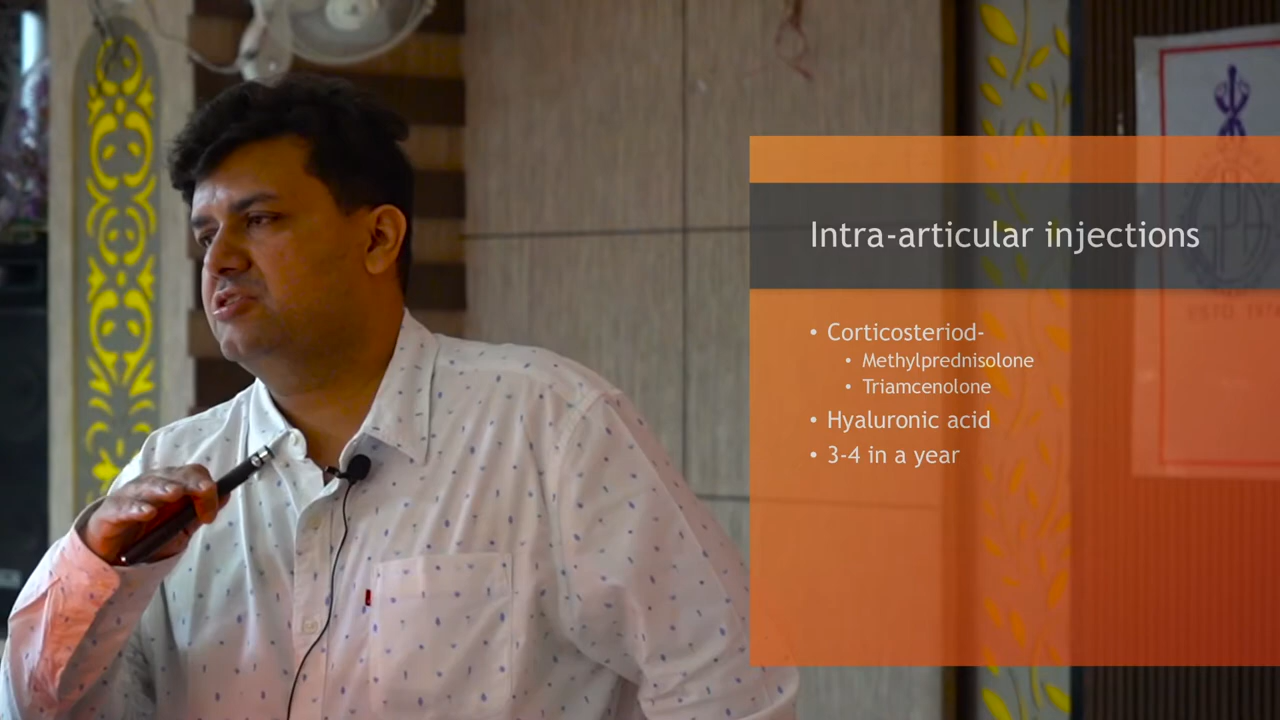 Intra-articular injections
• Corticosteriod-
• Methylprednisolone
• Triamcenolone
• Hyaluronic acid
• 3-4 in a year